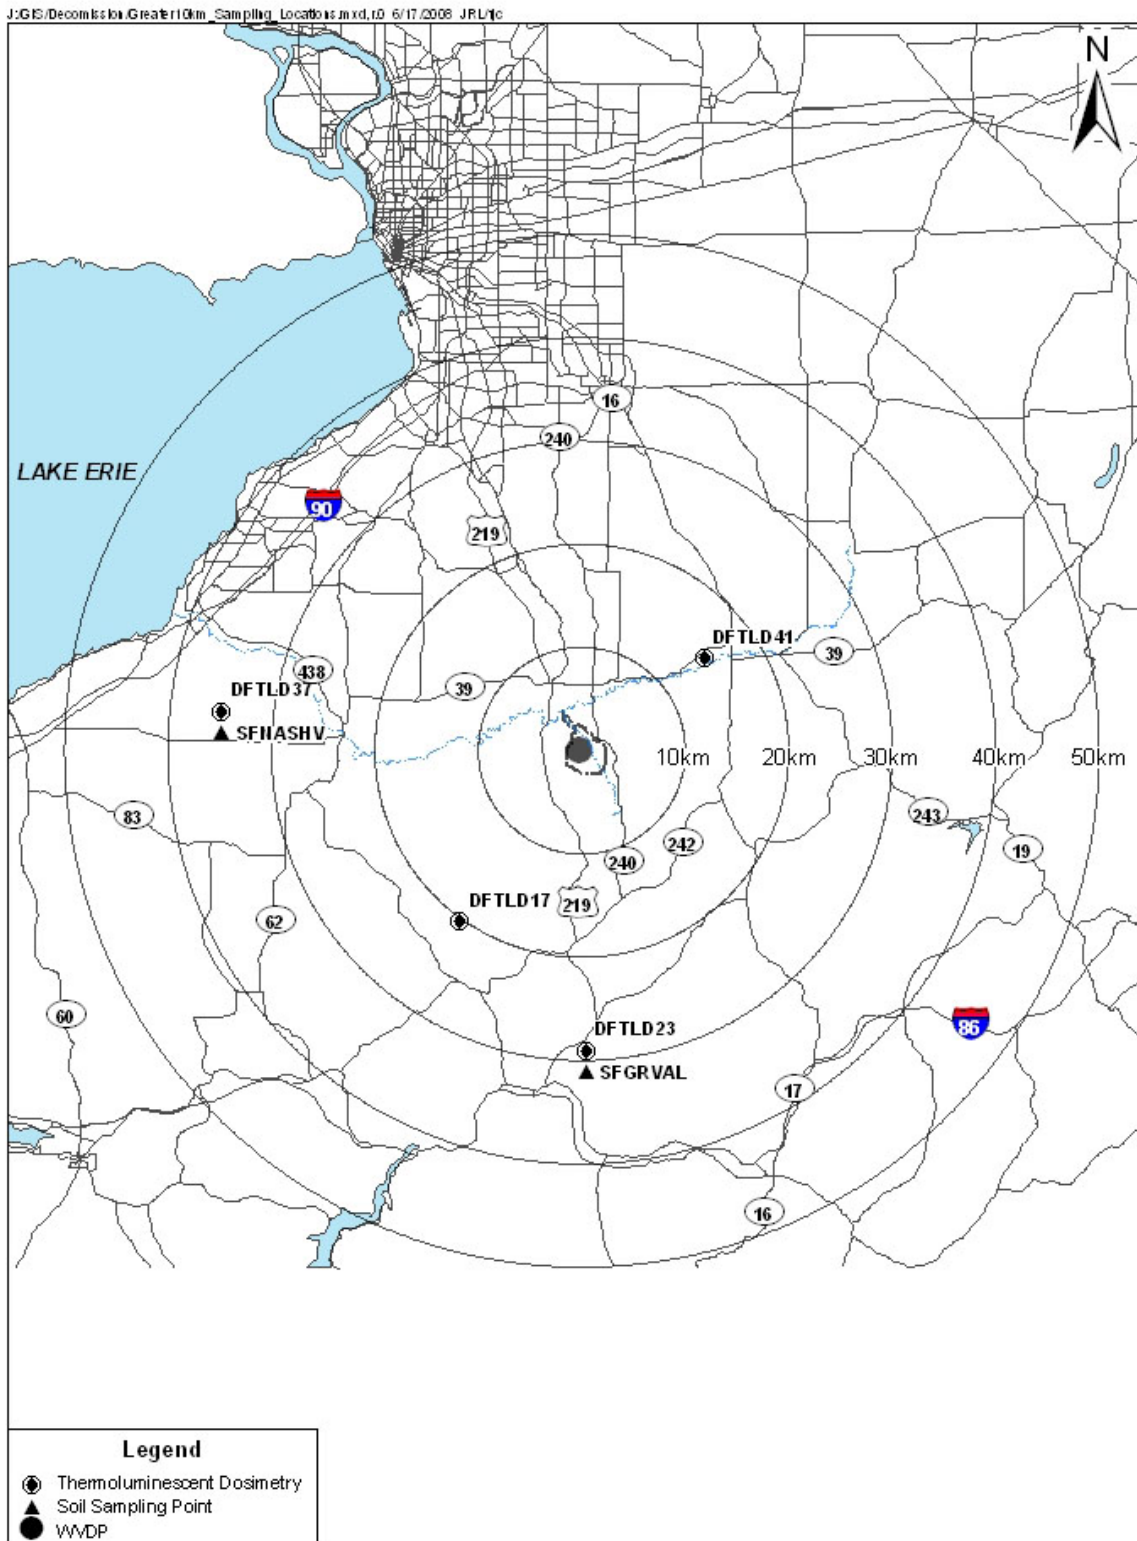 J:GIS/Decomission/Greater10km_Sampling_Locations.mxd, r.0 6/17/2008 JRL/tjc
N
16
240
LAKE ERIE
90
219
DFTLD41
39
438
39
DFTLD37
SFNASHV
10km 20km 30km 40km 50km
83
243
242
19
240
DFTLD17
219
62
60
DFTLD23
86
SFGRVAL
17
16
Legend
Thermoluminescent Dosimetry
Soil Sampling Point
WVDP